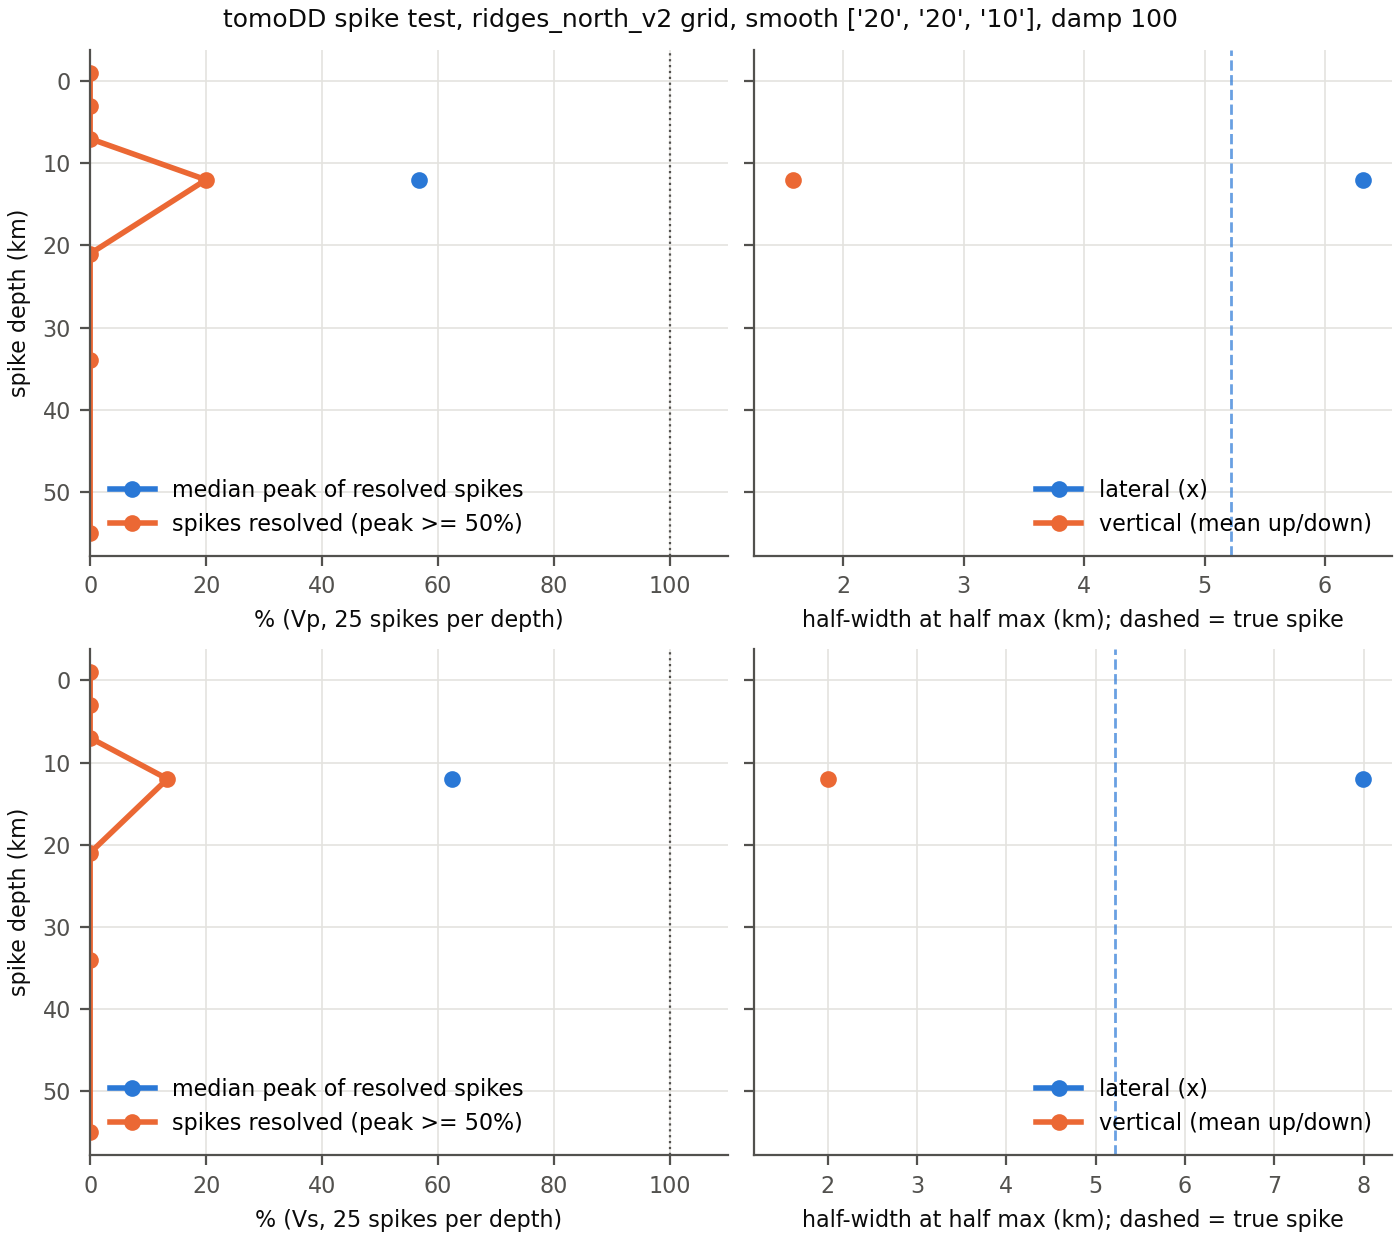 tomoDD spike test, ridges_north_v2 grid, smooth ['20', '20', '10'], damp 100
0
10
20
30
40
50
spike depth (km)
median peak of resolved spikes
spikes resolved (peak >= 50%)
0 20 40 60 80 100
% (Vp, 25 spikes per depth)
lateral (x)
vertical (mean up/down)
2 3 4 5 6
half-width at half max (km); dashed = true spike
0
10
20
30
40
50
spike depth (km)
median peak of resolved spikes
spikes resolved (peak >= 50%)
0 20 40 60 80 100
% (Vs, 25 spikes per depth)
lateral (x)
vertical (mean up/down)
2 3 4 5 6 7 8
half-width at half max (km); dashed = true spike